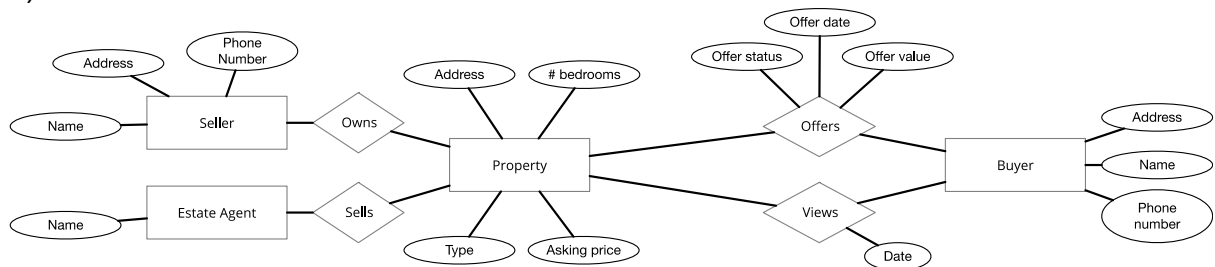 Offer date
Phone
Number
Offer status
Offer value
Address
Address
# bedrooms
Name
Seller
Owns
Offers
Address
Property
Buyer
Name
Name
Estate Agent
Sells
Views
Phone
number
Type
Asking price
Date